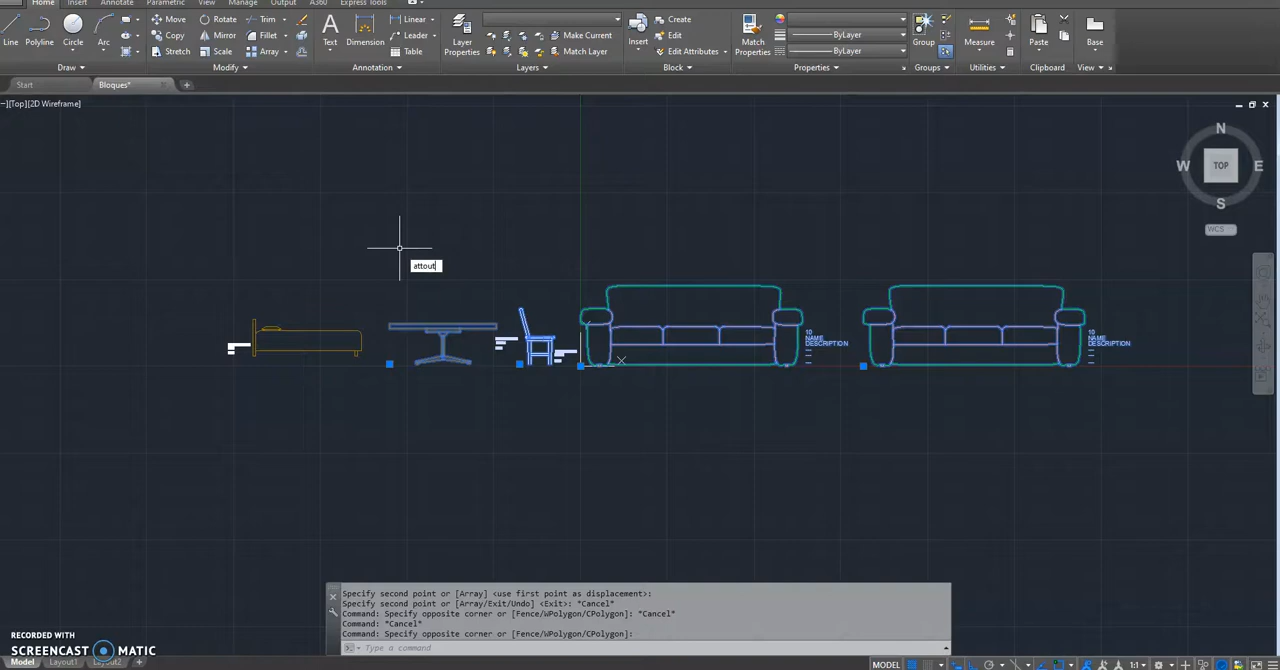 Home Insert Annotate Parametric View Manage Output A360 Express Tools
Line Polyline Circle Arc
Move Rotate Trim
Copy Mirror Fillet
Stretch Scale Array
Text Dimension
Linear
Leader
Table
Layer Properties
Make Current
Match Layer
Insert
Create
Edit
Edit Attributes
Match Properties
ByLayer
ByLayer
Group
Measure
Paste
Base
Draw Modify Annotation Layers Block Properties Groups Utilities Clipboard View
Start Bloques*
[Top][2D Wireframe]
N
W TOP E
S
WCS
attout
10
NAME
DESCRIPTION
10
NAME
DESCRIPTION
Specify second point or [Array] <use first point as displacement>:
Specify second point or [Array/Exit/Undo] <Exit>: *Cancel*
Command: Specify opposite corner or [Fence/WPolygon/CPolygon]: *Cancel*
Command: *Cancel*
Command: Specify opposite corner or [Fence/WPolygon/CPolygon]:
Type a command
RECORDED WITH
SCREENCAST MATIC
Model Layout1 Layout2
MODEL 1:1